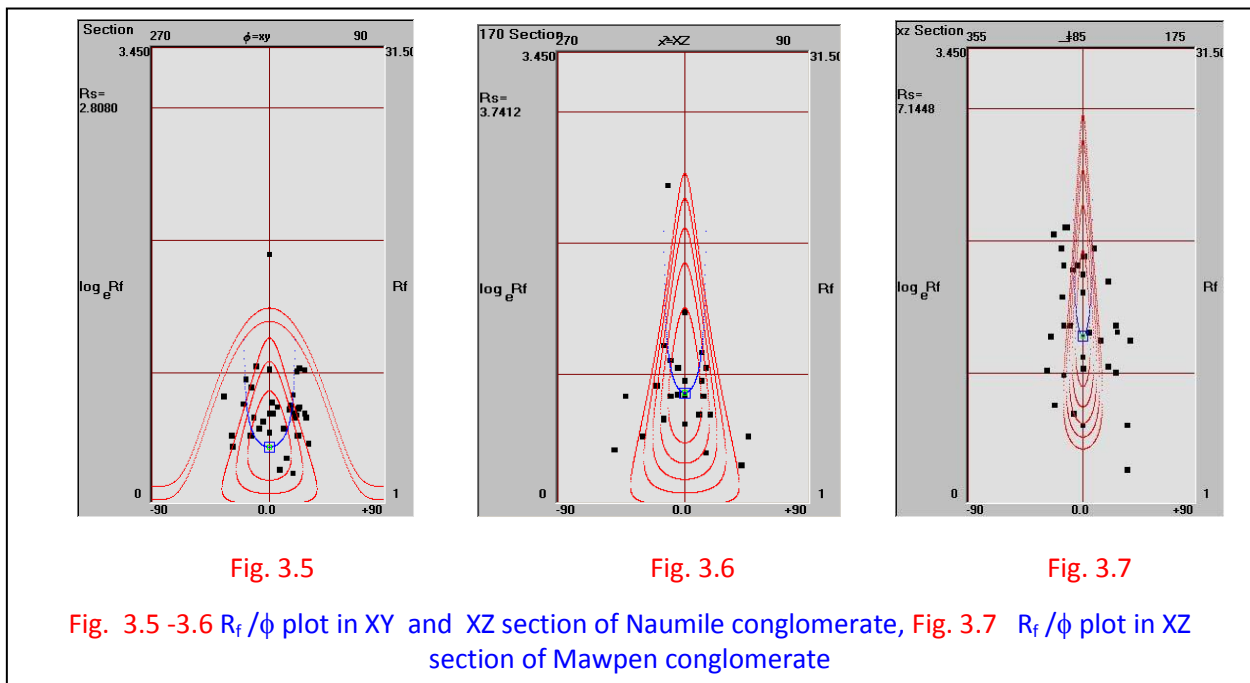 Section
270 ϕ=xy 90
3.450 31.50
Rs=
2.8080
log e Rf Rf
0 1
-90 0.0 +90
170 Section
270 x=XZ 90
3.450 31.50
Rs=
3.7412
log e Rf Rf
0 1
-90 0.0 +90
xz Section 355 175
3.450 31.50
Rs=
7.1448
log e Rf Rf
0 1
-90 0.0 +90
Fig. 3.5
Fig. 3.6
Fig. 3.7
Fig. 3.5 -3.6 Rf /ϕ plot in XY and XZ section of Naumile conglomerate, Fig. 3.7 Rf /ϕ plot in XZ
section of Mawpen conglomerate